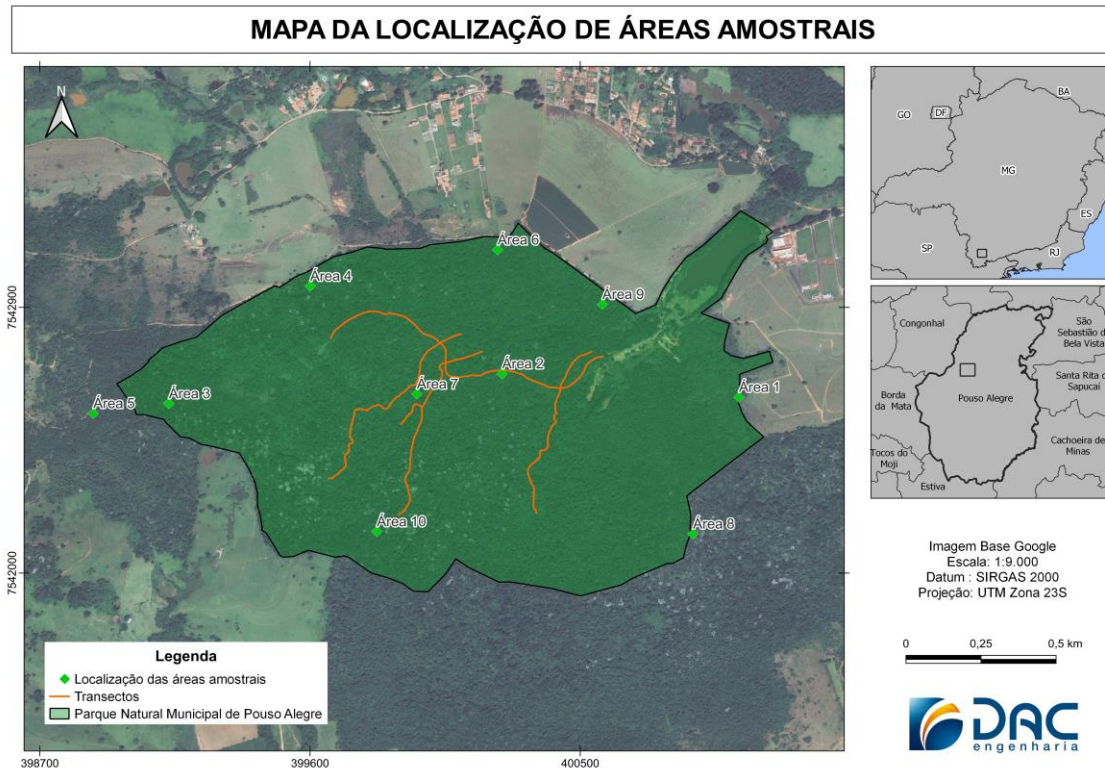 MAPA DA LOCALIZAÇÃO DE ÁREAS AMOSTRAIS
N
Área 6
Área 4
Área 9
Área 2
Área 7
Área 3
Área 5
Área 1
Área 10
Área 8
7542900
7542000
398700
399600
400500
Legenda
Localização das áreas amostrais
Transectos
Parque Natural Municipal de Pouso Alegre
BA
GO
DF
MG
ES
SP
RJ
Congonhal
São
Sebastião d
Bela Vista
Santa Rita d
Sapucaí
Borda
da Mata
Pouso Alegre
Cachoeira de
Minas
Tocos do
Moji
Estiva
Imagem Base Google
Escala: 1:9.000
Datum : SIRGAS 2000
Projeção: UTM Zona 23S
0 0,25 0,5 km
DAC
engenharia